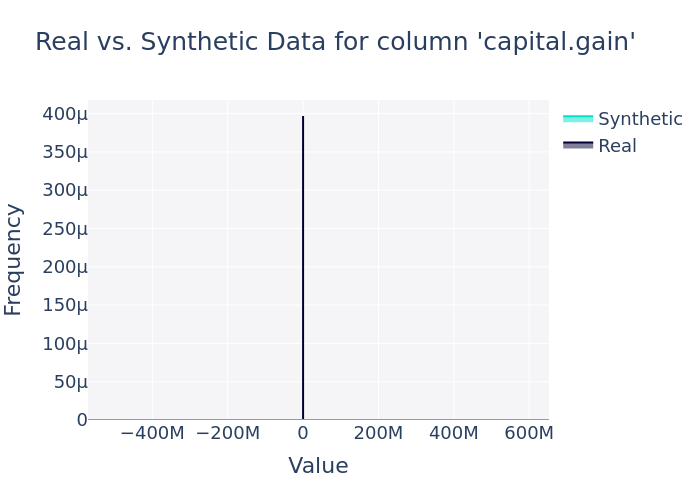 Real vs. Synthetic Data for column 'capital.gain'
Synthetic
Real
Frequency
400μ
350μ
300μ
250μ
200μ
150μ
100μ
50μ
0
−400M −200M 0 200M 400M 600M
Value